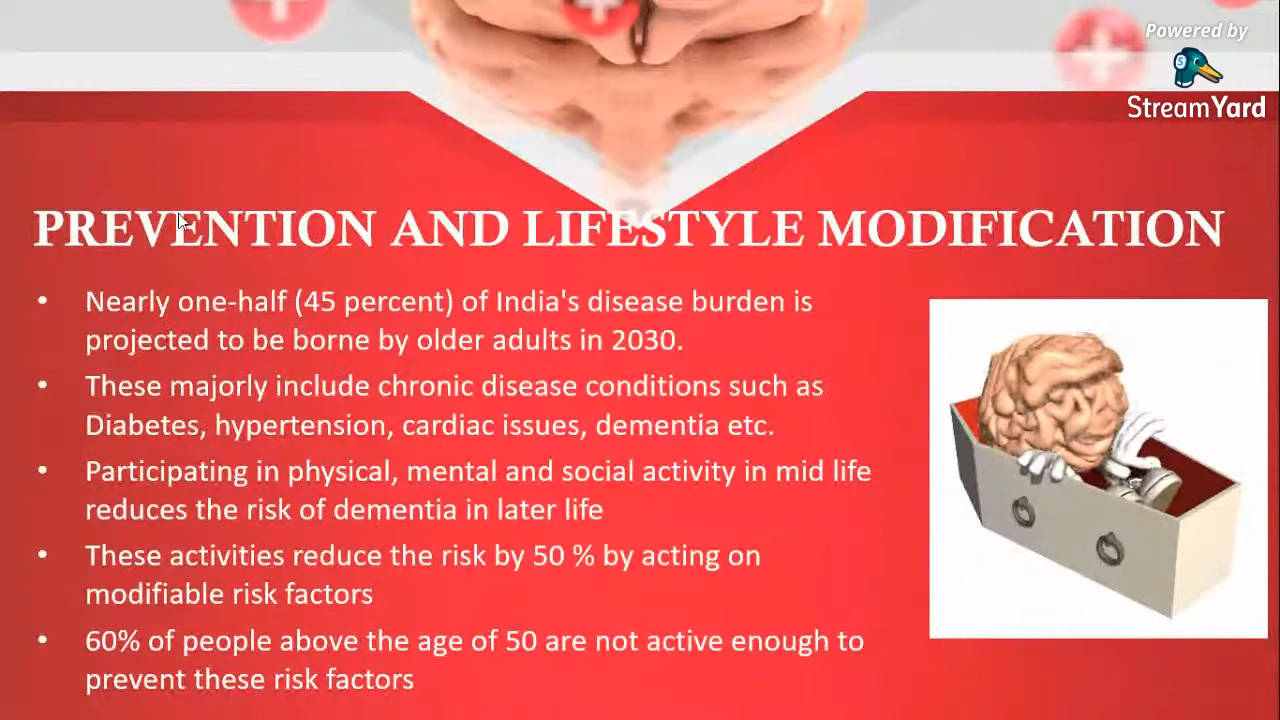 Powered by
StreamYard
PREVENTION AND LIFESTYLE MODIFICATION
• Nearly one-half (45 percent) of India's disease burden is
projected to be borne by older adults in 2030.
• These majorly include chronic disease conditions such as
Diabetes, hypertension, cardiac issues, dementia etc.
• Participating in physical, mental and social activity in mid life
reduces the risk of dementia in later life
• These activities reduce the risk by 50 % by acting on
modifiable risk factors
• 60% of people above the age of 50 are not active enough to
prevent these risk factors